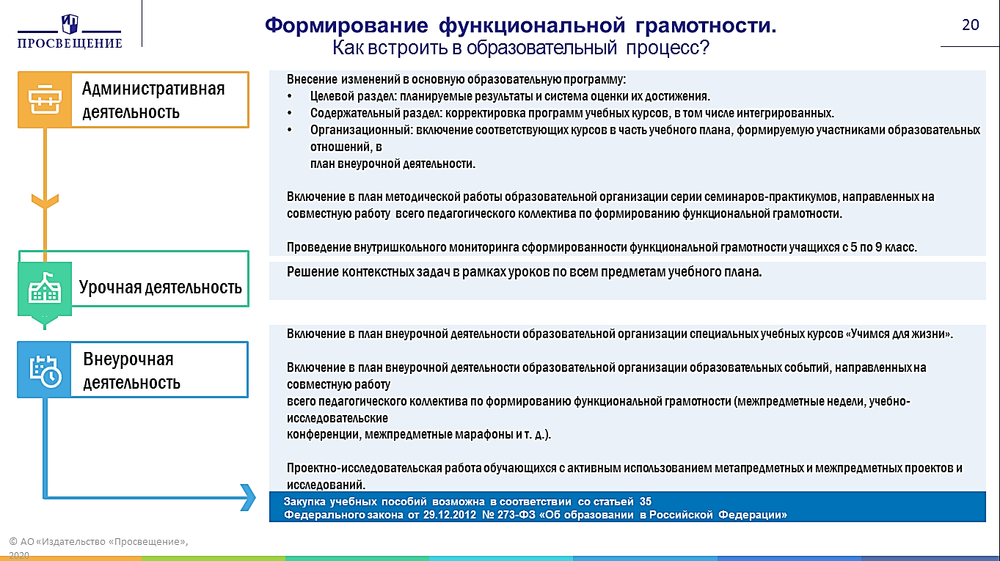 ПРОСВЕЩЕНИЕ
Формирование функциональной грамотности.
Как встроить в образовательный процесс?
20
Административная
деятельность
Внесение изменений в основную образовательную программу:
• Целевой раздел: планируемые результаты и система оценки их достижения.
• Содержательный раздел: корректировка программ учебных курсов, в том числе интегрированных.
• Организационный: включение соответствующих курсов в часть учебного плана, формируемую участниками образовательных
отношений, в
план внеурочной деятельности.
Включение в план методической работы образовательной организации серии семинаров-практикумов, направленных на
совместную работу всего педагогического коллектива по формированию функциональной грамотности.
Проведение внутришкольного мониторинга сформированности функциональной грамотности учащихся с 5 по 9 класс.
Урочная деятельность
Решение контекстных задач в рамках уроков по всем предметам учебного плана.
Внеурочная
деятельность
Включение в план внеурочной деятельности образовательной организации специальных учебных курсов «Учимся для жизни».
Включение в план внеурочной деятельности образовательной организации образовательных событий, направленных на
совместную работу
всего педагогического коллектива по формированию функциональной грамотности (межпредметные недели, учебно-
исследовательские
конференции, межпредметные марафоны и т. д.).
Проектно-исследовательская работа обучающихся с активным использованием метапредметных и межпредметных проектов и
исследований.
Закупка учебных пособий возможна в соответствии со статьей 35
Федерального закона от 29.12.2012 № 273-ФЗ «Об образовании в Российской Федерации»
© АО «Издательство «Просвещение»,
2020